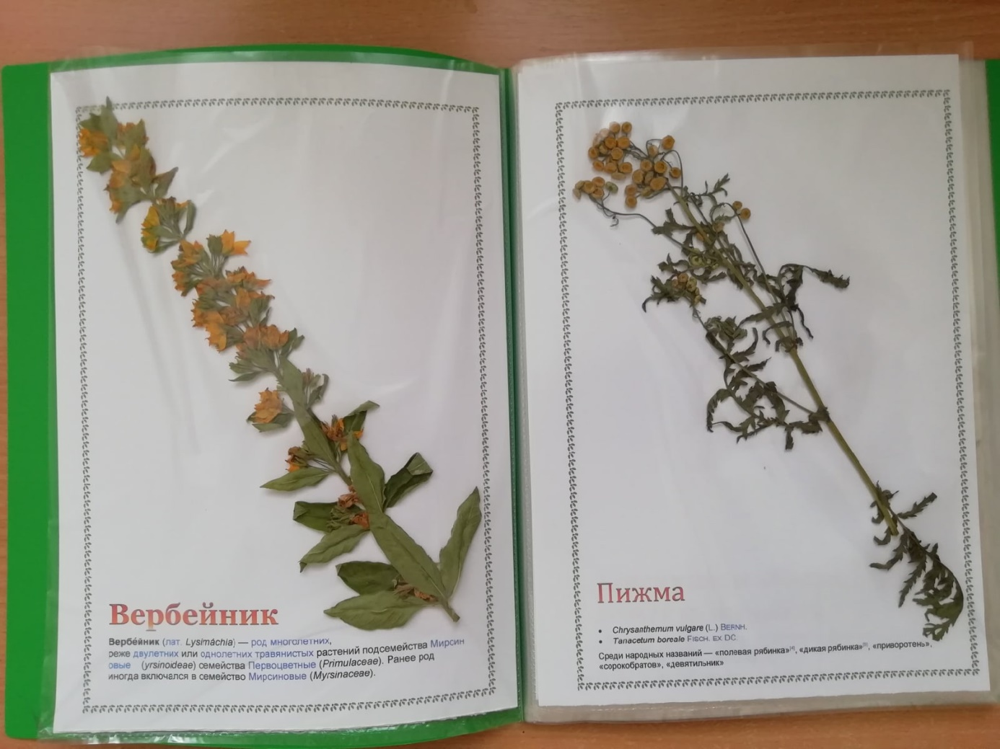 Вербейник
Вербе́йник (лат. Lysimáchia) — род многолетних,
реже двулетних или однолетних травянистых растений подсемейства Мирсин
овые (yrsinoideae) семейства Первоцветные (Primulaceae). Ранее род
иногда включался в семейство Мирсиновые (Myrsinaceae).
Пижма
• Chrysanthemum vulgare (L.) BERNH.
• Tanacetum boreale FISCH. EX DC.
Среди народных названий — «полевая рябинка»[4], «дикая рябинка»[5], «приворотень»,
«сорокобратов», «девятильник»